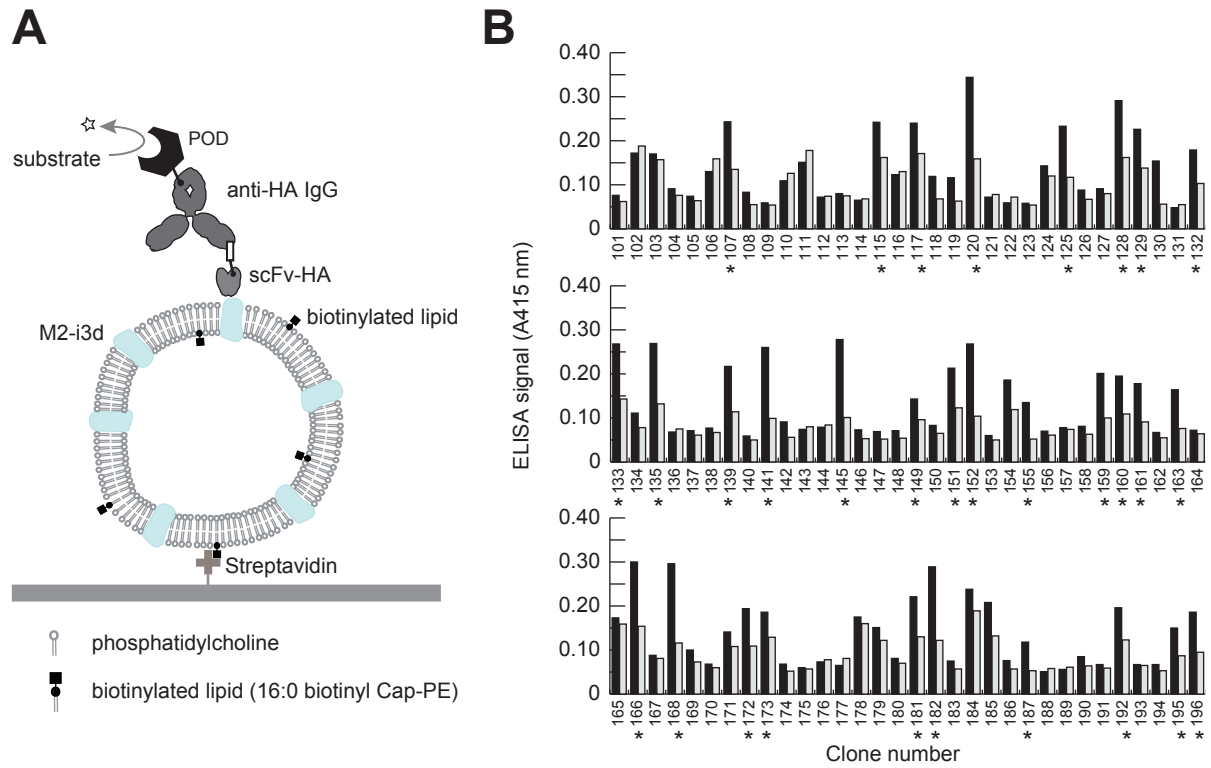 A
B
POD
substrate
anti-HA IgG
scFv-HA
M2-i3d
biotinylated lipid
Streptavidin
phosphatidylcholine
biotinylated lipid (16:0 biotinyl Cap-PE)
ELISA signal (A415 nm)
0.40
0.30
0.20
0.10
0
101 102 103 104 105 106 107 108 109 110 111 112 113 114 115 116 117 118 119 120 121 122 123 124 125 126 127 128 129 130 131 132
* * * * * * * *
0.40
0.30
0.20
0.10
0
133 134 135 136 137 138 139 140 141 142 143 144 145 146 147 148 149 150 151 152 153 154 155 156 157 158 159 160 161 162 163 164
* * * * * * * * * * * * *
0.40
0.30
0.20
0.10
0
165 166 167 168 169 170 171 172 173 174 175 176 177 178 179 180 181 182 183 184 185 186 187 188 189 190 191 192 193 194 195 196
* * * * * * * * * *
Clone number